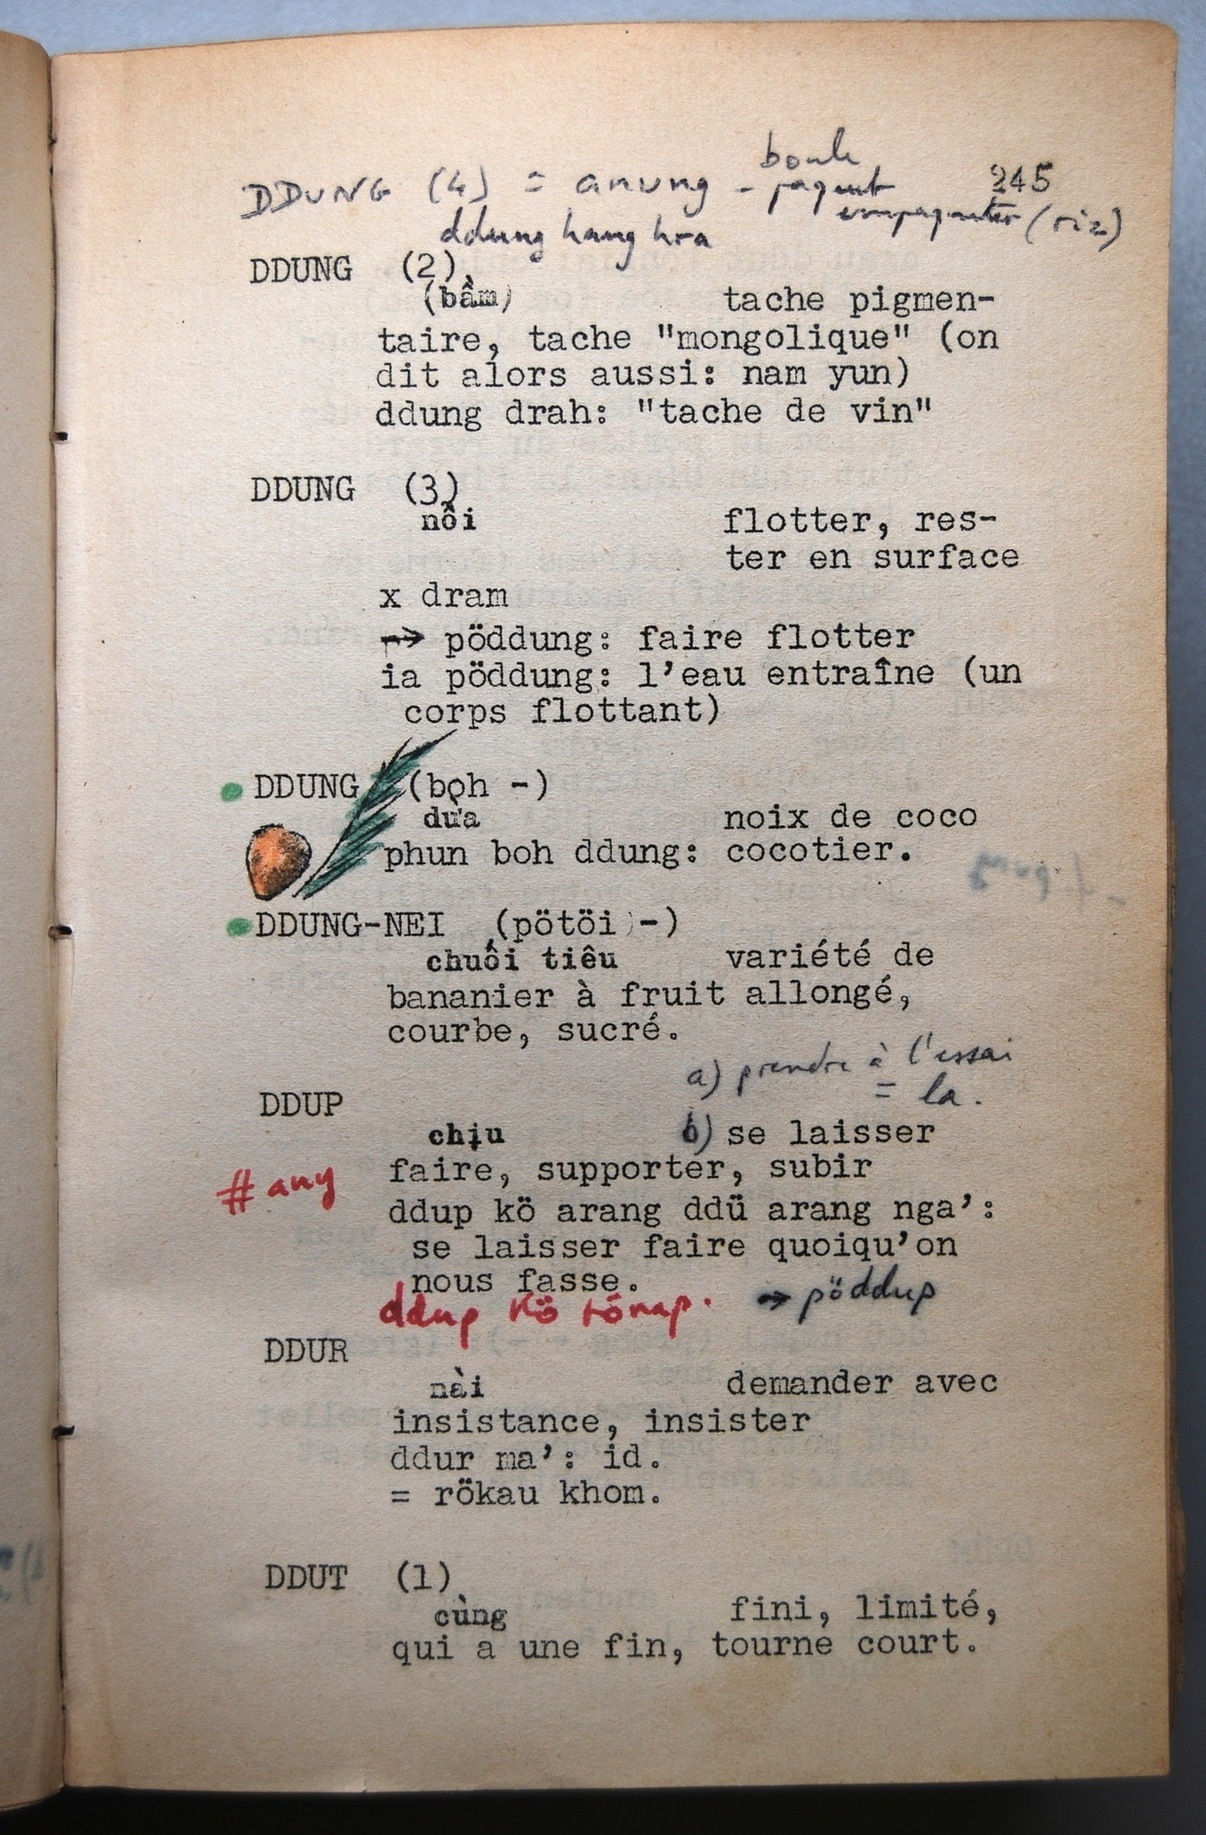 boule
DDUNG (4) = anung - paquet 245
empaqueter (riz)
ddung hang hra
DDUNG (2)
(bầm) tache pigmen-
taire, tache "mongolique" (on
dit alors aussi: nam yun)
ddung drah: "tache de vin"
DDUNG (3)
nổi flotter, res-
ter en surface
x dram
→ pöddung: faire flotter
ia pöddung: l'eau entraîne (un
corps flottant)
DDUNG (boh -)
dừa noix de coco
phun boh ddung: cocotier.
DDUNG-NEI (pötöi -)
chuối tiêu variété de
bananier à fruit allongé,
courbe, sucré.
a) prendre à l'essai
= la.
DDUP
chịu b) se laisser
faire, supporter, subir
# any
ddup kö arang ddü arang nga':
se laisser faire quoiqu'on
nous fasse.
ddup kö tönap. → pöddup
DDUR
nài demander avec
insistance, insister
ddur ma': id.
= rökau khom.
DDUT (1)
cùng fini, limité,
qui a une fin, tourne court.